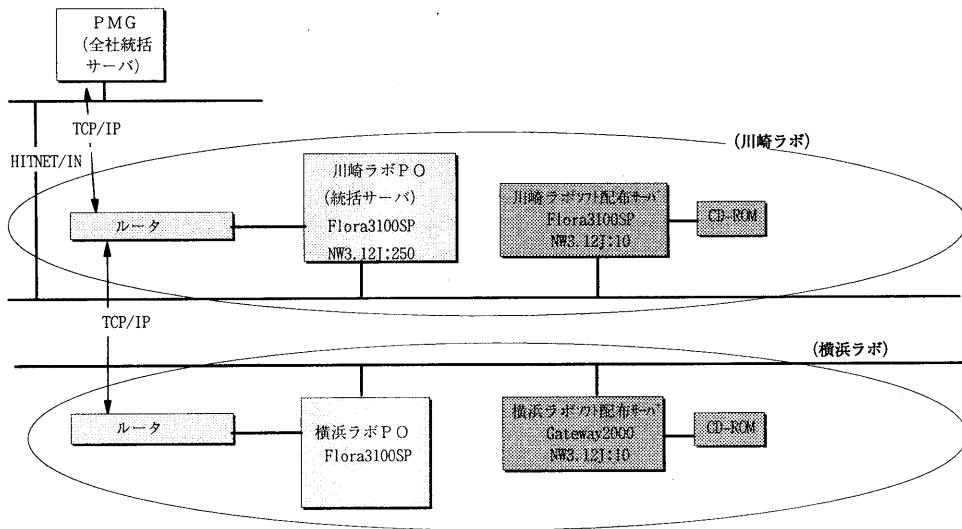 PMG
(全社統括
サーバ)
TCP/IP
HITNET/IN
(川崎ラボ)
川崎ラボPO
(統括サーバ)
Flora3100SP
NW3.12J:250
川崎ラボソフト配布サーバ
Flora3100SP
NW3.12J:10
CD-ROM
ルータ
TCP/IP
(横浜ラボ)
ルータ
横浜ラボPO
Flora3100SP
横浜ラボソフト配布サーバ
Gateway2000
NW3.12J:10
CD-ROM